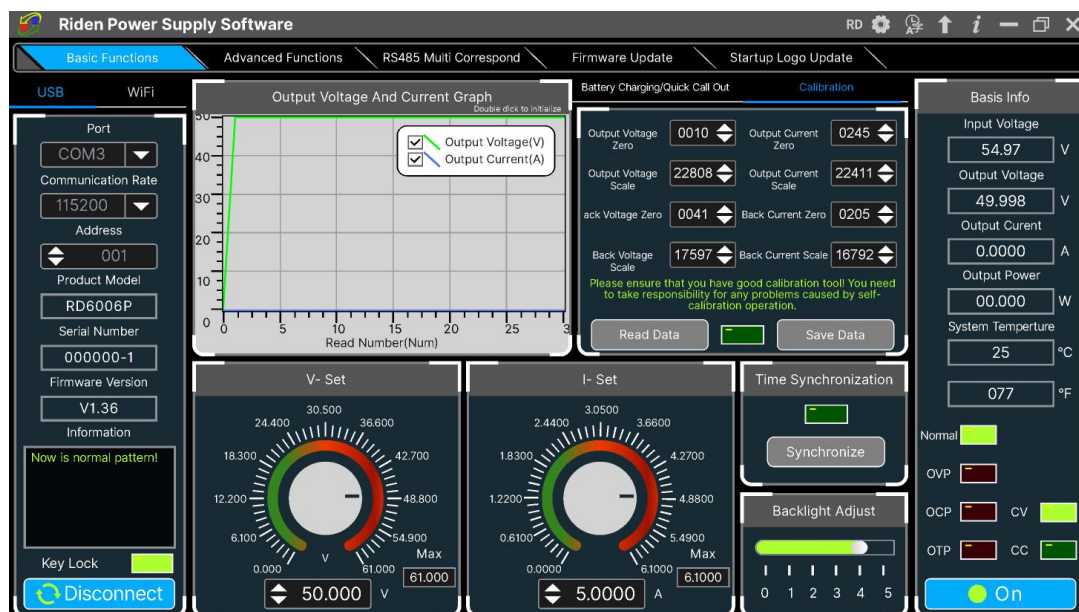 Riden Power Supply Software
RD
Basic Functions
Advanced Functions
RS485 Multi Correspond
Firmware Update
Startup Logo Update
USB
WiFi
Port
COM3
Communication Rate
115200
Address
001
Product Model
RD6006P
Serial Number
000000-1
Firmware Version
V1.36
Information
Now is normal pattern!
Key Lock
Disconnect
Output Voltage And Current Graph
Double click to initialize
50
40
30
20
10
0
Output Voltage(V)
Output Current(A)
0 5 10 15 20 25 3
Read Number(Num)
Battery Charging/Quick Call Out
Calibration
Output Voltage Zero
0010
Output Current Zero
0245
Output Voltage Scale
22808
Output Current Scale
22411
ack Voltage Zero
0041
Back Current Zero
0205
Back Voltage Scale
17597
Back Current Scale
16792
Please ensure that you have good calibration tool! You need
to take responsibility for any problems caused by self-
calibration operation.
Read Data
Save Data
V- Set
30.500
24.400
36.600
18.300
42.700
12.200
48.800
6.100
54.900
0.000
V
61.000
Max
61.000
50.000 V
I- Set
3.0500
2.4400
3.6600
1.8300
4.2700
1.2200
4.8800
0.6100
5.4900
0.0000
6.1000
Max
6.1000
5.0000 A
Time Synchronization
Synchronize
Backlight Adjust
0 1 2 3 4 5
Basis Info
Input Voltage
54.97 V
Output Voltage
49.998 V
Output Curent
0.0000 A
Output Power
00.000 W
System Temperture
25 °C
077 °F
Normal
OVP
OCP
CV
OTP
CC
On